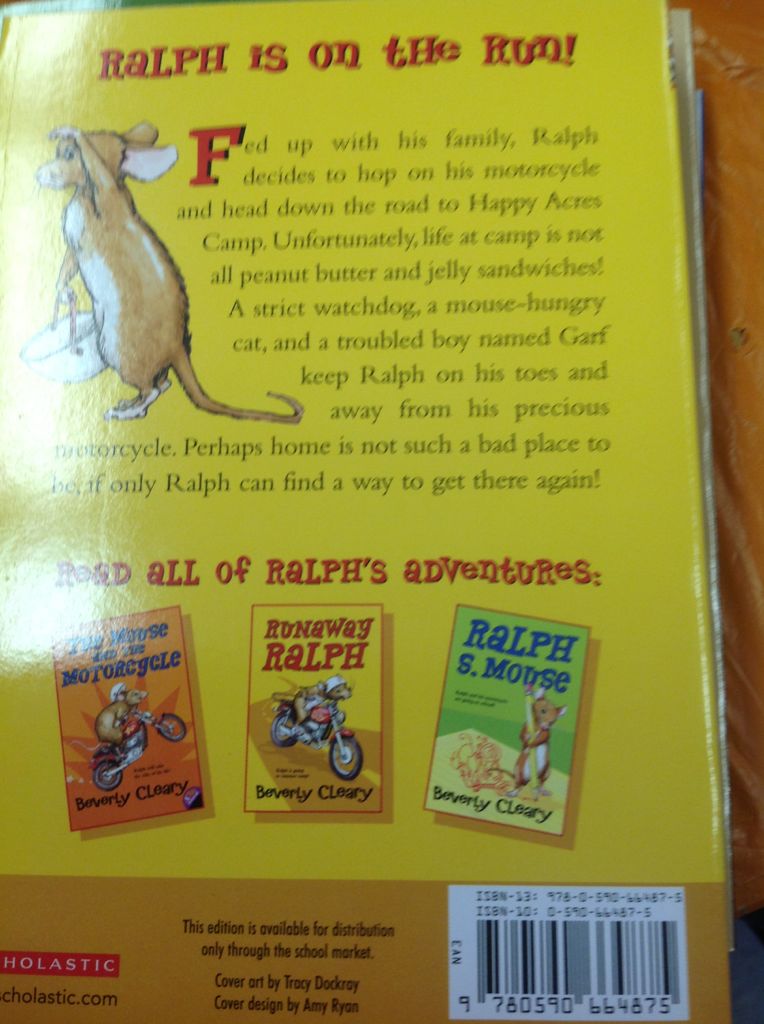 RALPH IS ON THE RUN!
Fed up with his family, Ralph
decides to hop on his motorcycle
and head down the road to Happy Acres
Camp. Unfortunately, life at camp is not
all peanut butter and jelly sandwiches!
A strict watchdog, a mouse-hungry
cat, and a troubled boy named Garf
keep Ralph on his toes and
away from his precious
motorcycle. Perhaps home is not such a bad place to
be, if only Ralph can find a way to get there again!
READ ALL OF RALPH'S ADVENTURES:
THE MOUSE
AND THE
MOTORCYCLE
Beverly Cleary
RUNAWAY
RALPH
Beverly Cleary
RALPH
S. MOUSE
Beverly Cleary
HOLASTIC
scholastic.com
This edition is available for distribution
only through the school market.
Cover art by Tracy Dockray
Cover design by Amy Ryan
ISBN-13: 978-0-590-66487-5
ISBN-10: 0-590-66487-5
EAN
9 780590 664875